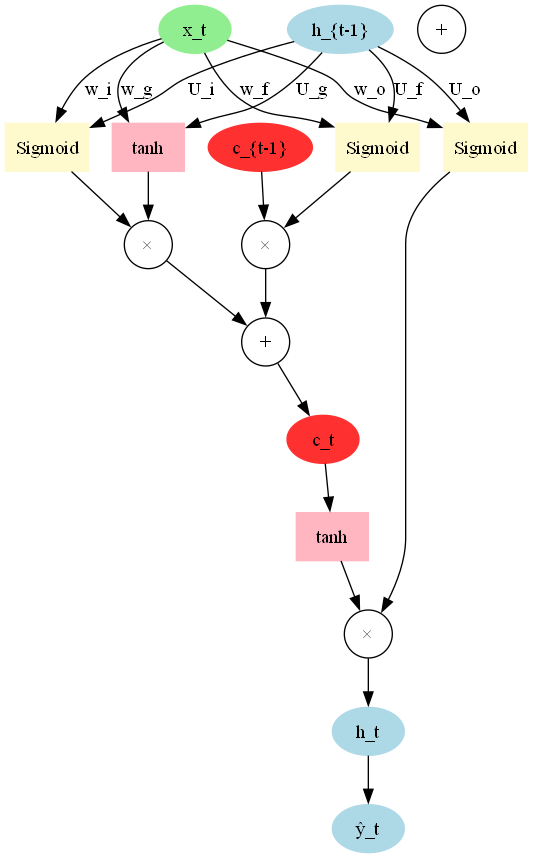 x_t h_{t-1} +
w_i w_g U_i w_f U_g w_o U_f U_o
Sigmoid tanh c_{t-1} Sigmoid Sigmoid
× ×
+
c_t
tanh
×
h_t
ŷ_t